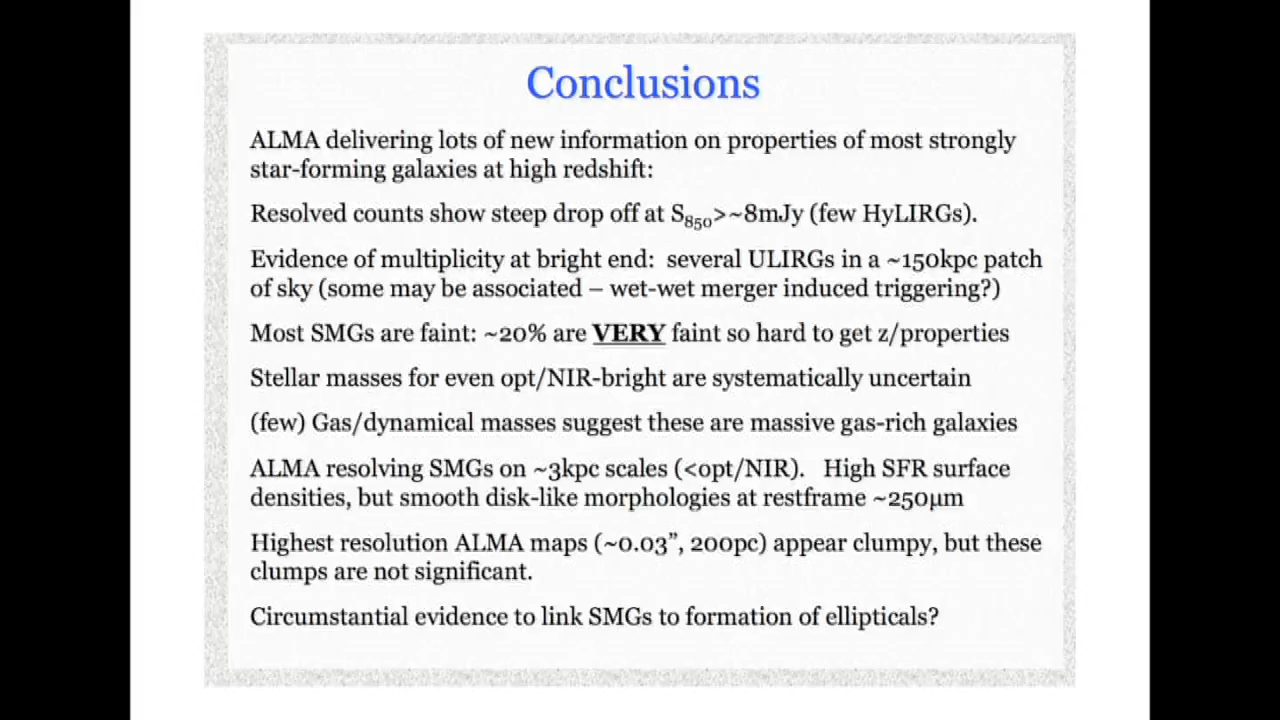 Conclusions
ALMA delivering lots of new information on properties of most strongly
star-forming galaxies at high redshift:
Resolved counts show steep drop off at S₈₅₀>~8mJy (few HyLIRGs).
Evidence of multiplicity at bright end:  several ULIRGs in a ~150kpc patch
of sky (some may be associated – wet-wet merger induced triggering?)
Most SMGs are faint: ~20% are VERY faint so hard to get z/properties
Stellar masses for even opt/NIR-bright are systematically uncertain
(few) Gas/dynamical masses suggest these are massive gas-rich galaxies
ALMA resolving SMGs on ~3kpc scales (<opt/NIR).   High SFR surface
densities, but smooth disk-like morphologies at restframe ~250μm
Highest resolution ALMA maps (~0.03”, 200pc) appear clumpy, but these
clumps are not significant.
Circumstantial evidence to link SMGs to formation of ellipticals?